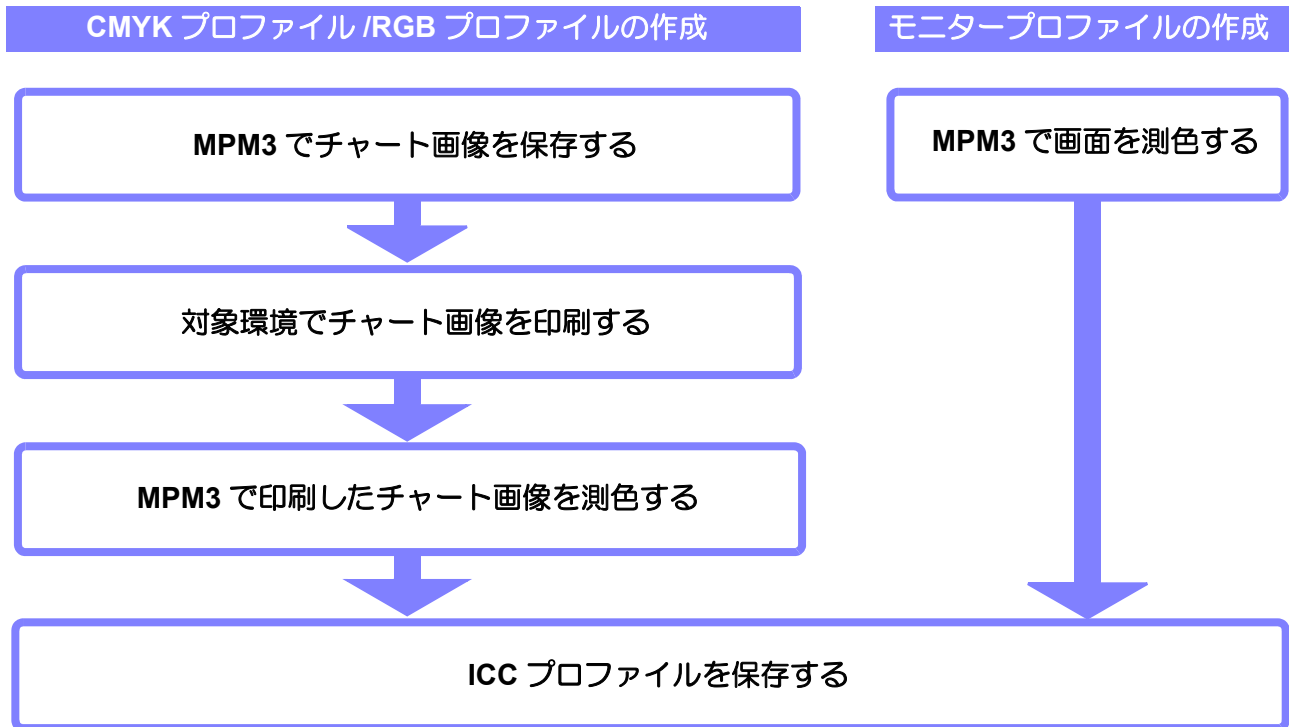 CMYK プロファイル /RGB プロファイルの作成
モニタープロファイルの作成
MPM3 でチャート画像を保存する
MPM3 で画面を測色する
対象環境でチャート画像を印刷する
MPM3 で印刷したチャート画像を測色する
ICC プロファイルを保存する